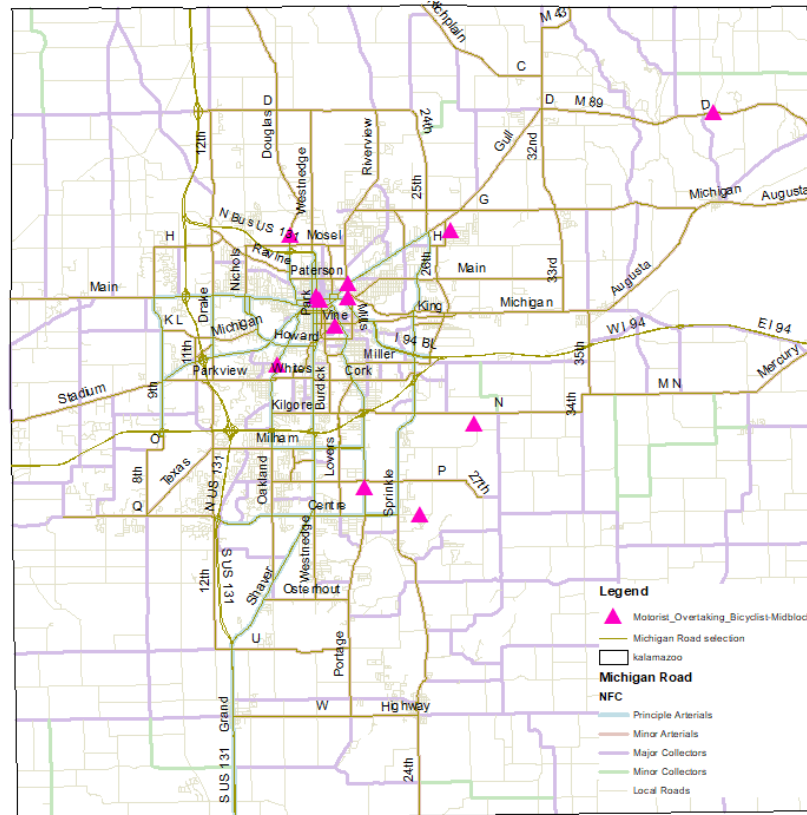 M 43
chplain
C
D
D
M 89
D
12th
Douglas
Westnedge
Riverview
24th
25th
Gull
32nd
G
Michigan
Augusta
N Bus US 131
H
Mosel
H
Ravine
Nichols
Paterson
26th
Main
33rd
Augusta
Main
Drake
Park
King
Michigan
K L
Michigan
Vine
Mills
Howard
I 94 BL
W I 94
E I 94
11th
Miller
35th
Mercury
Parkview
Whites
Cork
Stadium
9th
Burdick
M N
Kilgore
N
34th
O
Milham
8th
Texas
N US 131
Oakland
Lovers
Sprinkle
P
27th
Q
Centre
Westnedge
12th
S US 131
Shaver
Osterhout
U
Portage
Grand
W
Highway
S US 131
24th
Legend
Motorist_Overtaking_Bicyclist-Midblock
Michigan Road selection
kalamazoo
Michigan Road
NFC
Principle Arterials
Minor Arterials
Major Collectors
Minor Collectors
Local Roads